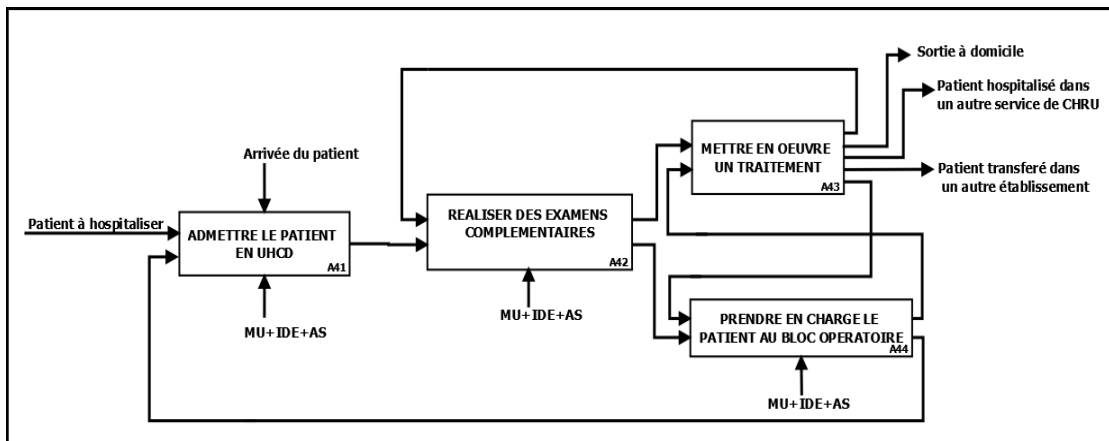 Sortie à domicile
Patient hospitalisé dans
un autre service de CHRU
METTRE EN OEUVRE
UN TRAITEMENT
A43
Patient transferé dans
un autre établissement
Arrivée du patient
Patient à hospitaliser
ADMETTRE LE PATIENT
EN UHCD
A41
REALISER DES EXAMENS
COMPLEMENTAIRES
A42
MU+IDE+AS
MU+IDE+AS
PRENDRE EN CHARGE LE
PATIENT AU BLOC OPERATOIRE
A44
MU+IDE+AS